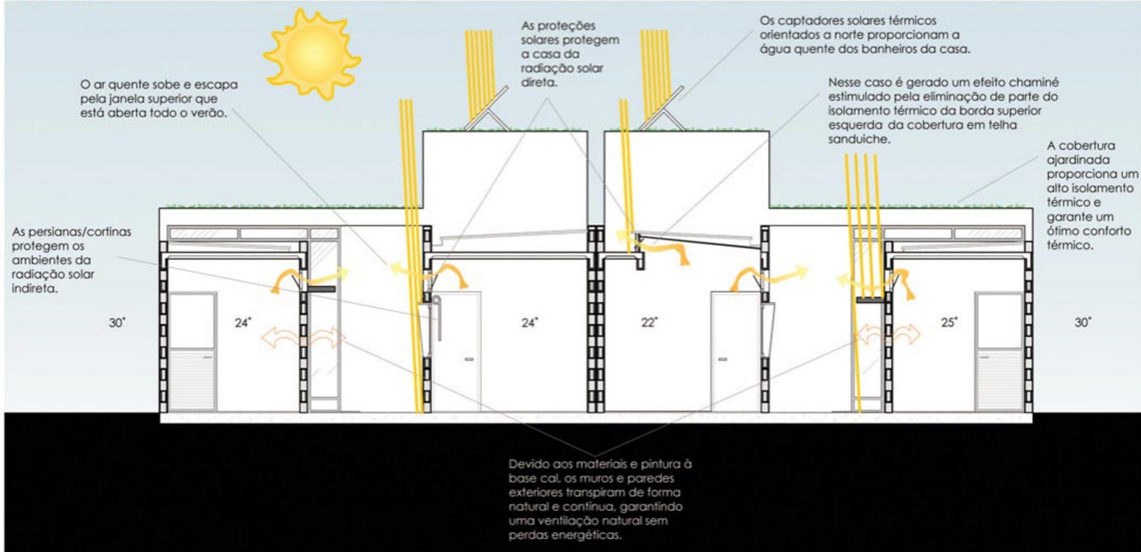 As proteções
solares protegem
a casa da
radiação solar
direta.
Os captadores solares térmicos
orientados a norte proporcionam a
água quente dos banheiros da casa.
O ar quente sobe e escapa
pela janela superior que
está aberta todo o verão.
Nesse caso é gerado um efeito chaminé
estimulado pela eliminação de parte do
isolamento térmico da borda superior
esquerda da cobertura em telha
sanduiche.
A cobertura
ajardinada
proporciona um
alto isolamento
térmico e
garante um
ótimo conforto
térmico.
As persianas/cortinas
protegem os
ambientes da
radiação solar
indireta.
30° 24° 24° 22° 25° 30°
Devido aos materiais e pintura à
base cal, os muros e paredes
exteriores transpiram de forma
natural e contínua, garantindo
uma ventilação natural sem
perdas energéticas.